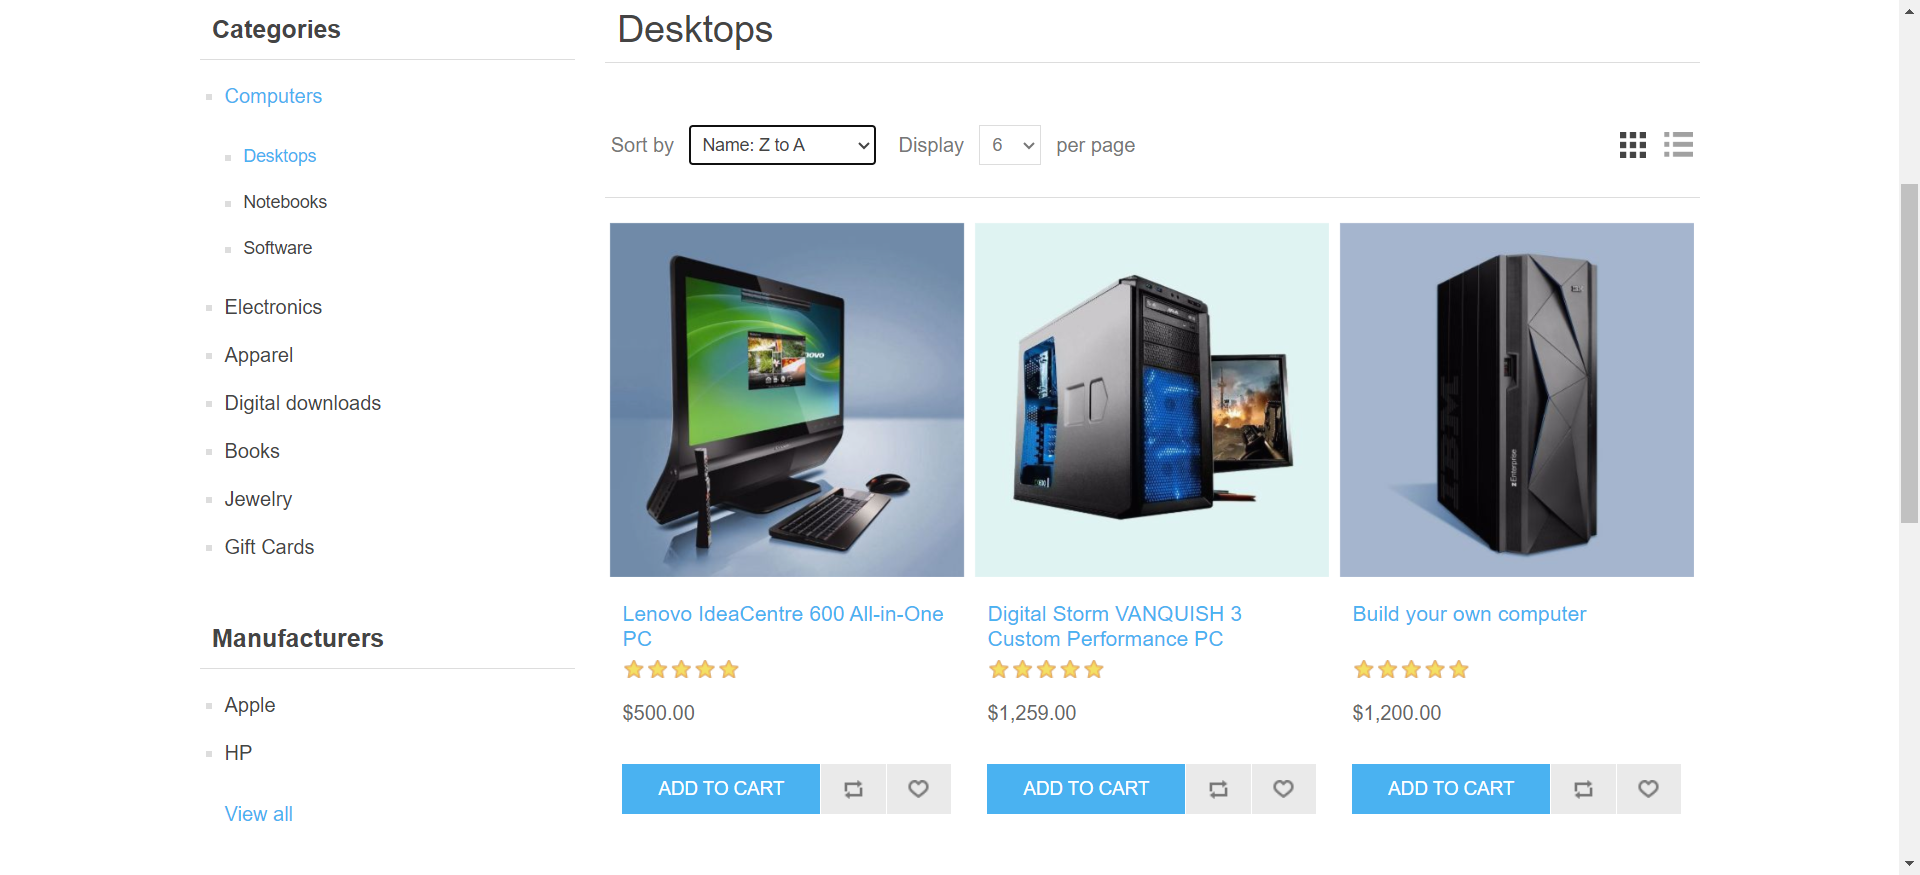 Categories
Computers
Desktops
Notebooks
Software
Electronics
Apparel
Digital downloads
Books
Jewelry
Gift Cards
Manufacturers
Apple
HP
View all
Desktops
Sort by Name: Z to A Display 6 per page
IBM
zEnterprise
Lenovo IdeaCentre 600 All-in-One
PC
$500.00
ADD TO CART
Digital Storm VANQUISH 3
Custom Performance PC
$1,259.00
ADD TO CART
Build your own computer
$1,200.00
ADD TO CART